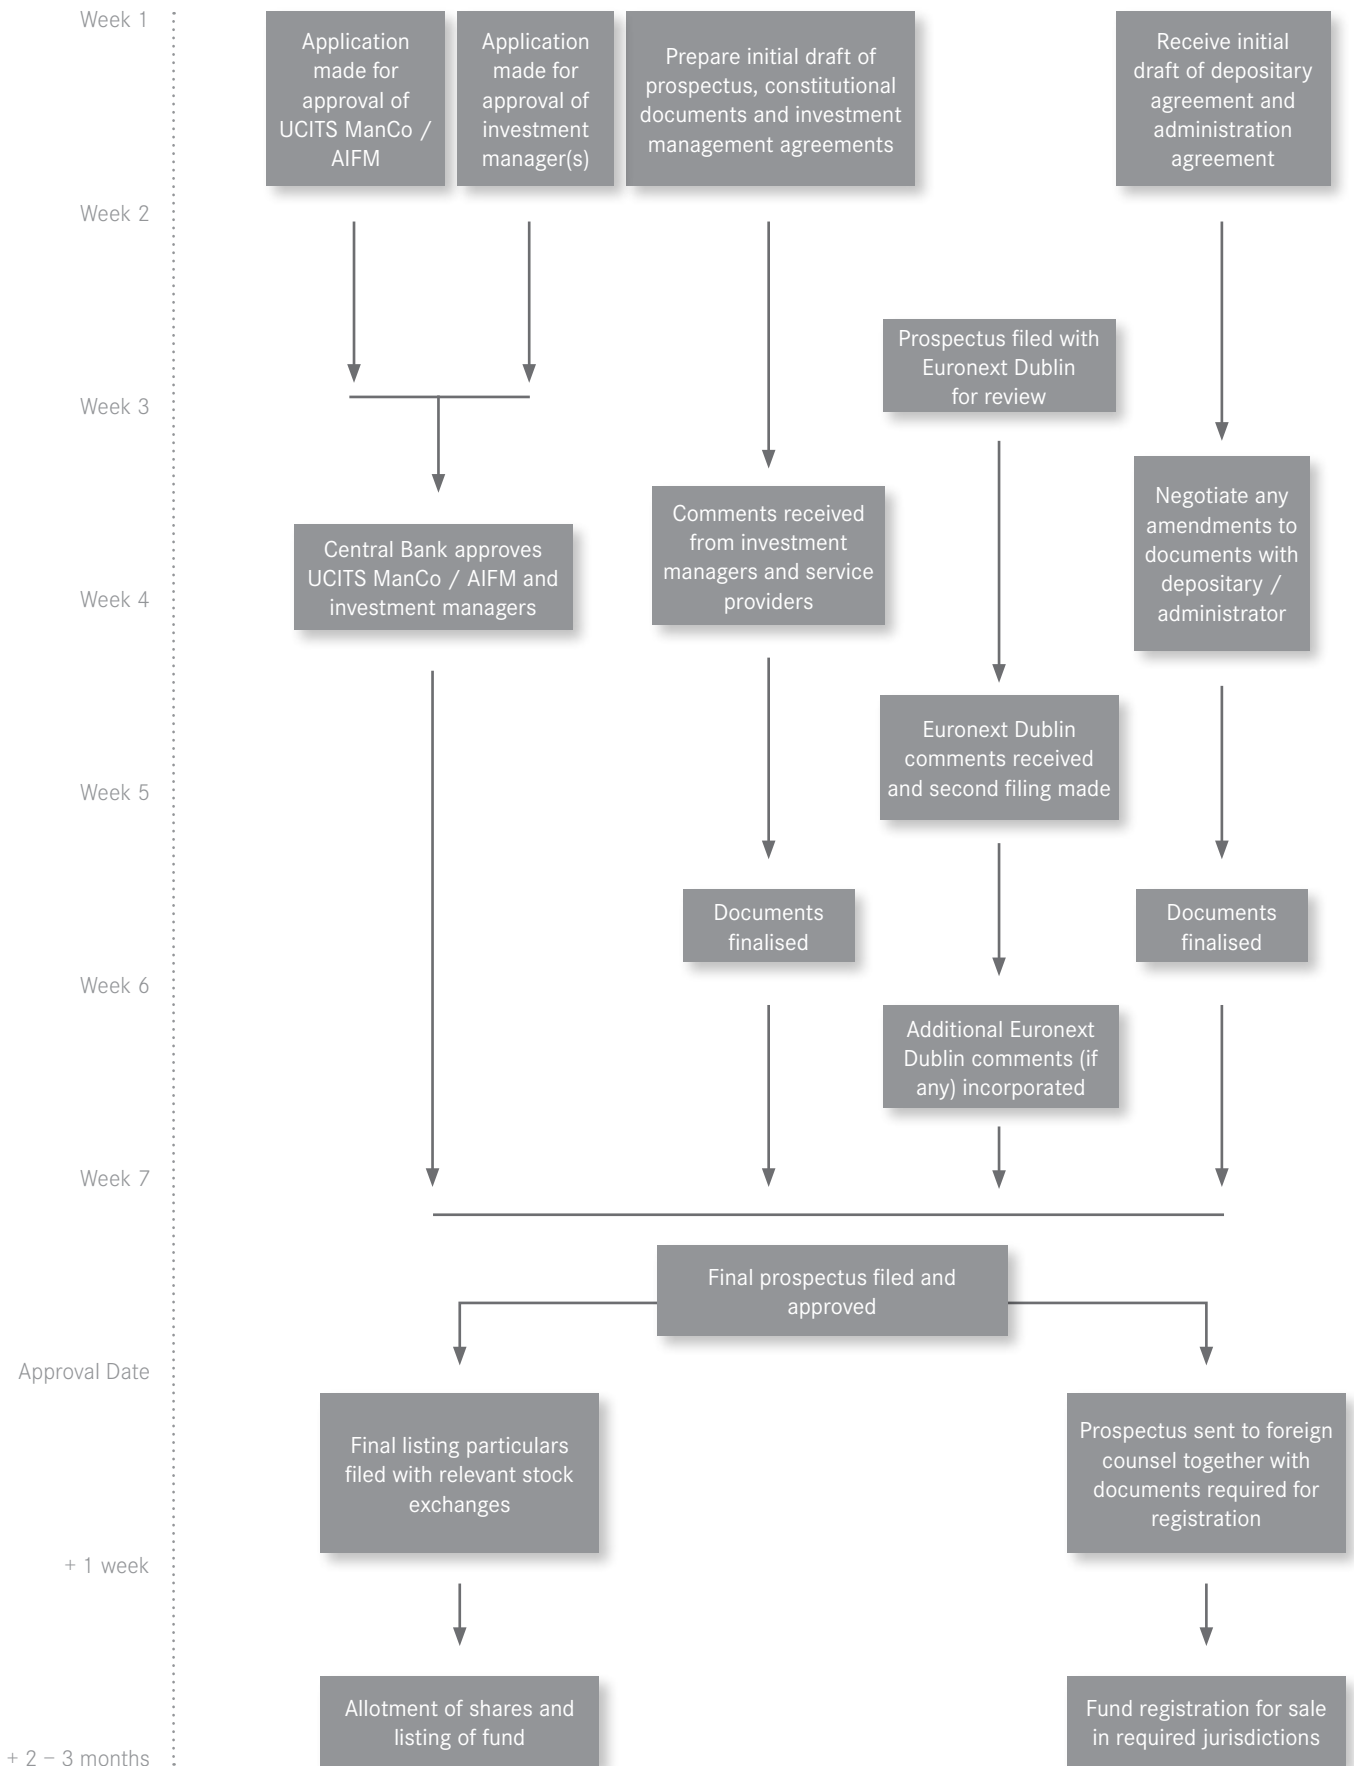 Week 1
Application
made for
approval of
UCITS ManCo /
AIFM
Application
made for
approval of
investment
manager(s)
Prepare initial draft of
prospectus, constitutional
documents and investment
management agreements
Receive initial
draft of depositary
agreement and
administration
agreement
Week 2
Prospectus filed with
Euronext Dublin
for review
Week 3
Central Bank approves
UCITS ManCo / AIFM and
investment managers
Comments received
from investment
managers and service
providers
Negotiate any
amendments to
documents with
depositary /
administrator
Week 4
Euronext Dublin
comments received
and second filing made
Week 5
Documents
finalised
Documents
finalised
Week 6
Additional Euronext
Dublin comments (if
any) incorporated
Week 7
Final prospectus filed and
approved
Approval Date
Final listing particulars
filed with relevant stock
exchanges
Prospectus sent to foreign
counsel together with
documents required for
registration
+ 1 week
Allotment of shares and
listing of fund
Fund registration for sale
in required jurisdictions
+ 2 – 3 months